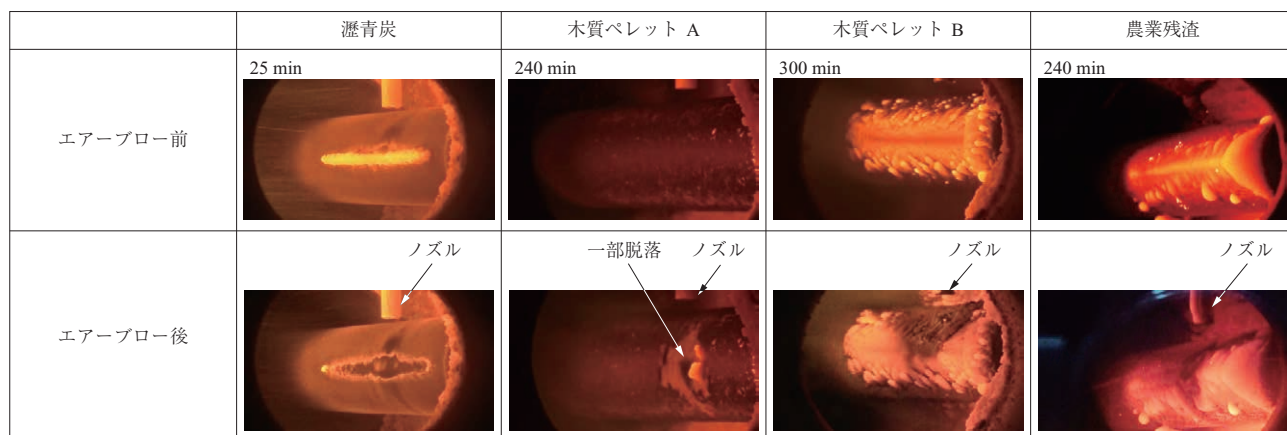 瀝青炭
木質ペレット A
木質ペレット B
農業残渣
エアーブロー前
25 min
240 min
300 min
240 min
エアーブロー後
ノズル
一部脱落
ノズル
ノズル
ノズル